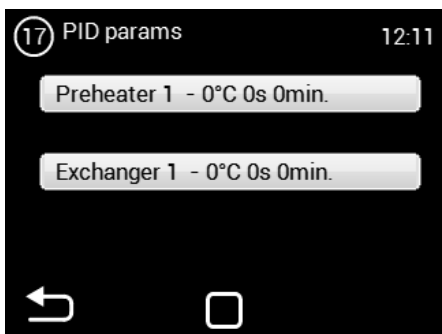 17 PID params 12:11
Preheater 1 - 0°C 0s 0min.
Exchanger 1 - 0°C 0s 0min.